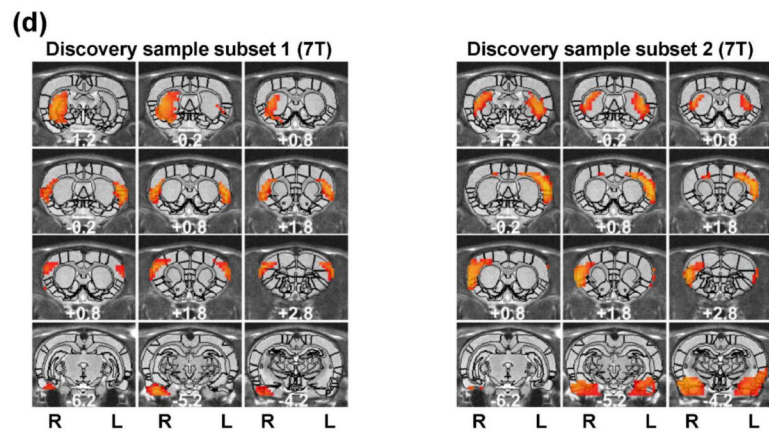 (d)
Discovery sample subset 1 (7T)
-1.2 -0.2 +0.8
-0.2 +0.8 +1.8
+0.8 +1.8 +2.8
-6.2 -5.2 -4.2
R L R L R L
Discovery sample subset 2 (7T)
-1.2 -0.2 +0.8
-0.2 +0.8 +1.8
+0.8 +1.8 +2.8
-6.2 -5.2 -4.2
R L R L R L